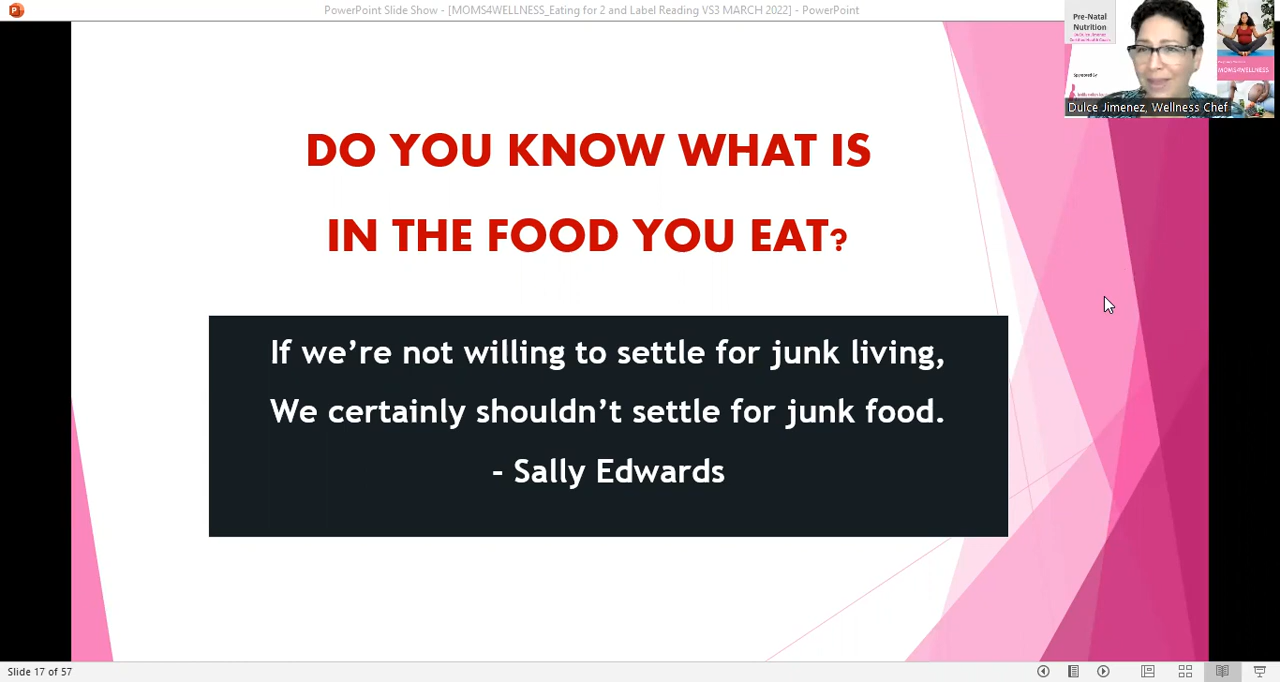 PowerPoint Slide Show - [MOMS4WELLNESS_Eating for 2 and Label Reading VS3 MARCH 2022] - PowerPoint
Pre-Natal
Nutrition
Sponsored by
MOMS4WELLNESS
Dulce Jimenez, Wellness Chef
DO YOU KNOW WHAT IS
IN THE FOOD YOU EAT?
If we're not willing to settle for junk living,
We certainly shouldn't settle for junk food.
- Sally Edwards
Slide 17 of 57